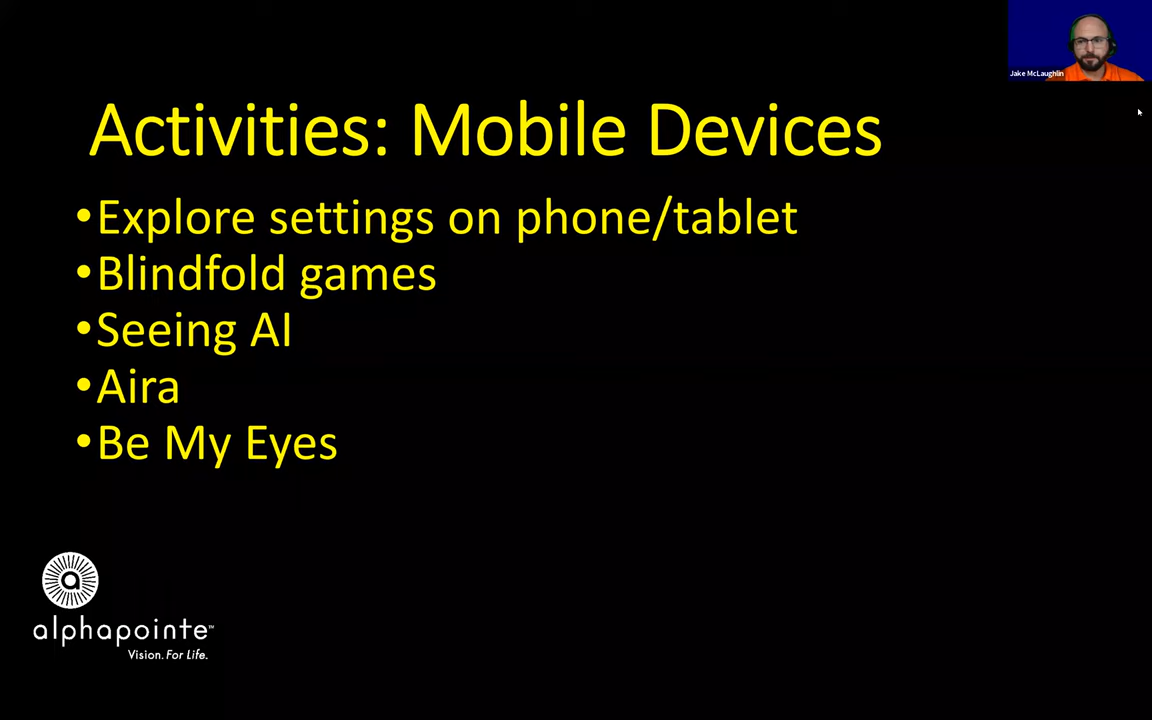 Jake McLaughlin
Activities: Mobile Devices
•Explore settings on phone/tablet
•Blindfold games
•Seeing AI
•Aira
•Be My Eyes
a
alphapointe™
Vision. For Life.